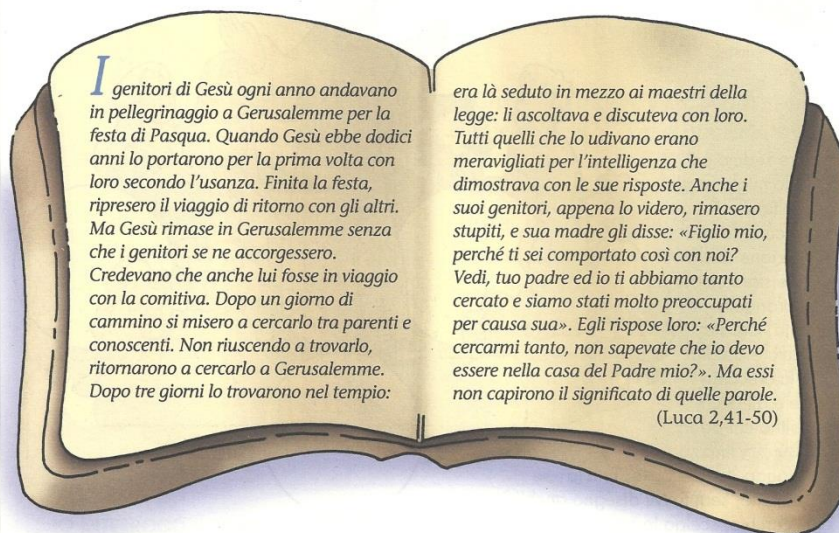 I genitori di Gesù ogni anno andavano
in pellegrinaggio a Gerusalemme per la
festa di Pasqua. Quando Gesù ebbe dodici
anni lo portarono per la prima volta con
loro secondo l'usanza. Finita la festa,
ripresero il viaggio di ritorno con gli altri.
Ma Gesù rimase in Gerusalemme senza
che i genitori se ne accorgessero.
Credevano che anche lui fosse in viaggio
con la comitiva. Dopo un giorno di
cammino si misero a cercarlo tra parenti e
conoscenti. Non riuscendo a trovarlo,
ritornarono a cercarlo a Gerusalemme.
Dopo tre giorni lo trovarono nel tempio:
era là seduto in mezzo ai maestri della
legge: li ascoltava e discuteva con loro.
Tutti quelli che lo udivano erano
meravigliati per l'intelligenza che
dimostrava con le sue risposte. Anche i
suoi genitori, appena lo videro, rimasero
stupiti, e sua madre gli disse: «Figlio mio,
perché ti sei comportato così con noi?
Vedi, tuo padre ed io ti abbiamo tanto
cercato e siamo stati molto preoccupati
per causa sua». Egli rispose loro: «Perché
cercarmi tanto, non sapevate che io devo
essere nella casa del Padre mio?». Ma essi
non capirono il significato di quelle parole.
(Luca 2,41-50)